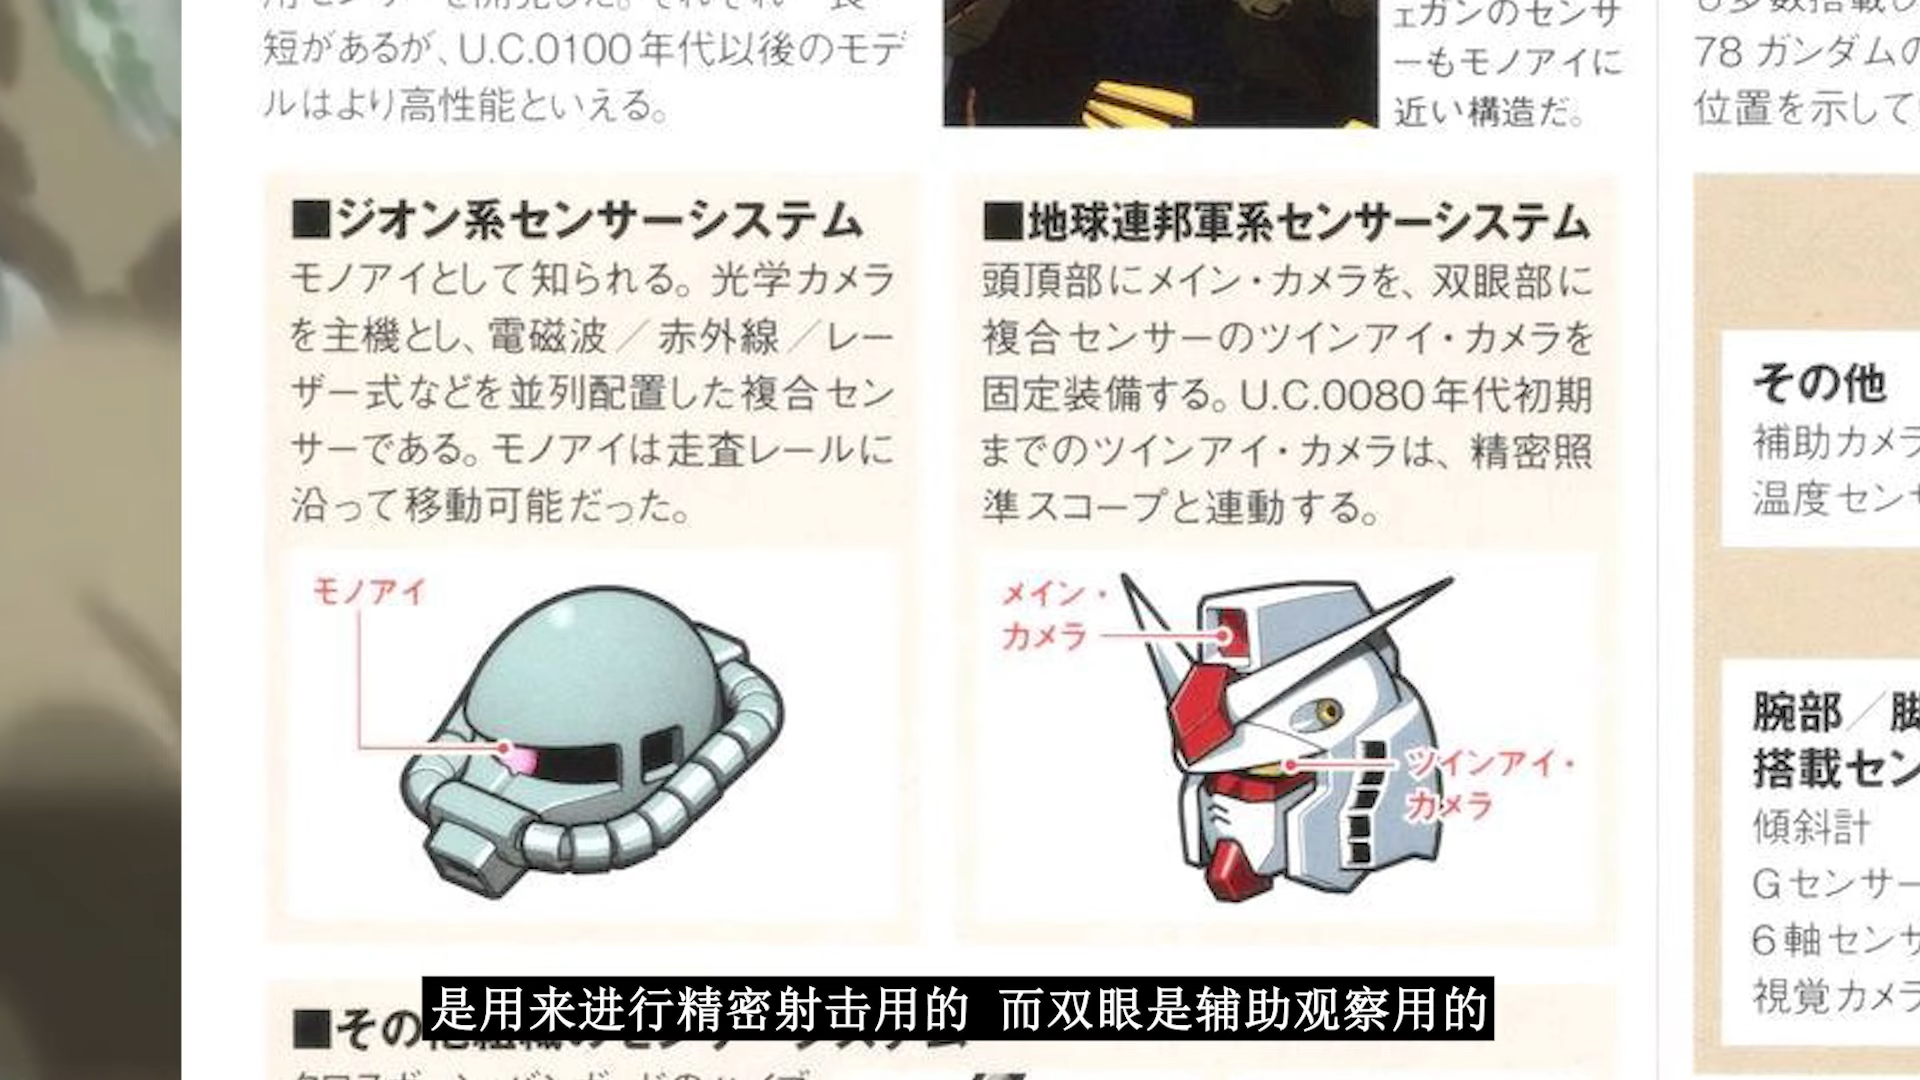 短があるが、U.C.0100年代以後のモデ
ルはより高性能といえる。
ェガンのセンサ
ーもモノアイに
近い構造だ。
78 ガンダムの
位置を示して
■ジオン系センサーシステム
モノアイとして知られる。光学カメラ
を主機とし、電磁波／赤外線／レー
ザー式などを並列配置した複合セン
サーである。モノアイは走査レールに
沿って移動可能だった。
モノアイ
■地球連邦軍系センサーシステム
頭頂部にメイン・カメラを、双眼部に
複合センサーのツインアイ・カメラを
固定装備する。U.C.0080年代初期
までのツインアイ・カメラは、精密照
準スコープと連動する。
メイン・
カメラ
ツインアイ・
カメラ
その他
補助カメラ
温度センサ
腕部／脚
搭載セン
傾斜計
Gセンサー
6軸センサ
視覚カメラ
■その
是用来进行精密射击用的 而双眼是辅助观察用的